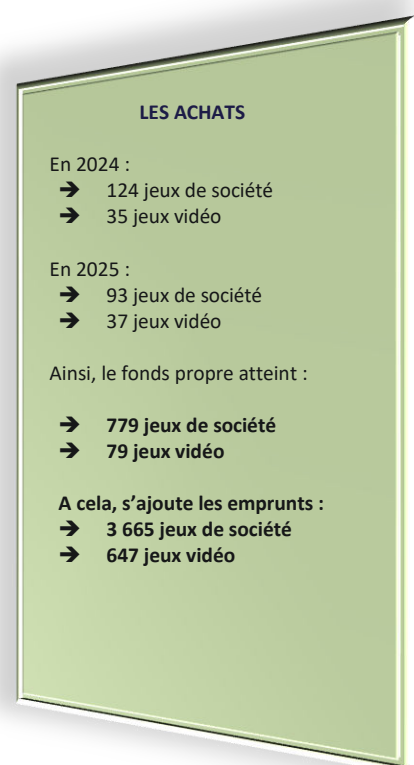 LES ACHATS
En 2024 :
➔ 124 jeux de société
➔ 35 jeux vidéo
En 2025 :
➔ 93 jeux de société
➔ 37 jeux vidéo
Ainsi, le fonds propre atteint :
➔ 779 jeux de société
➔ 79 jeux vidéo
A cela, s’ajoute les emprunts :
➔ 3 665 jeux de société
➔ 647 jeux vidéo